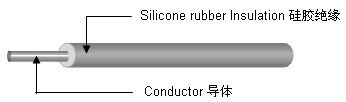 Silicone rubber Insulation 硅胶绝缘
Conductor 导体